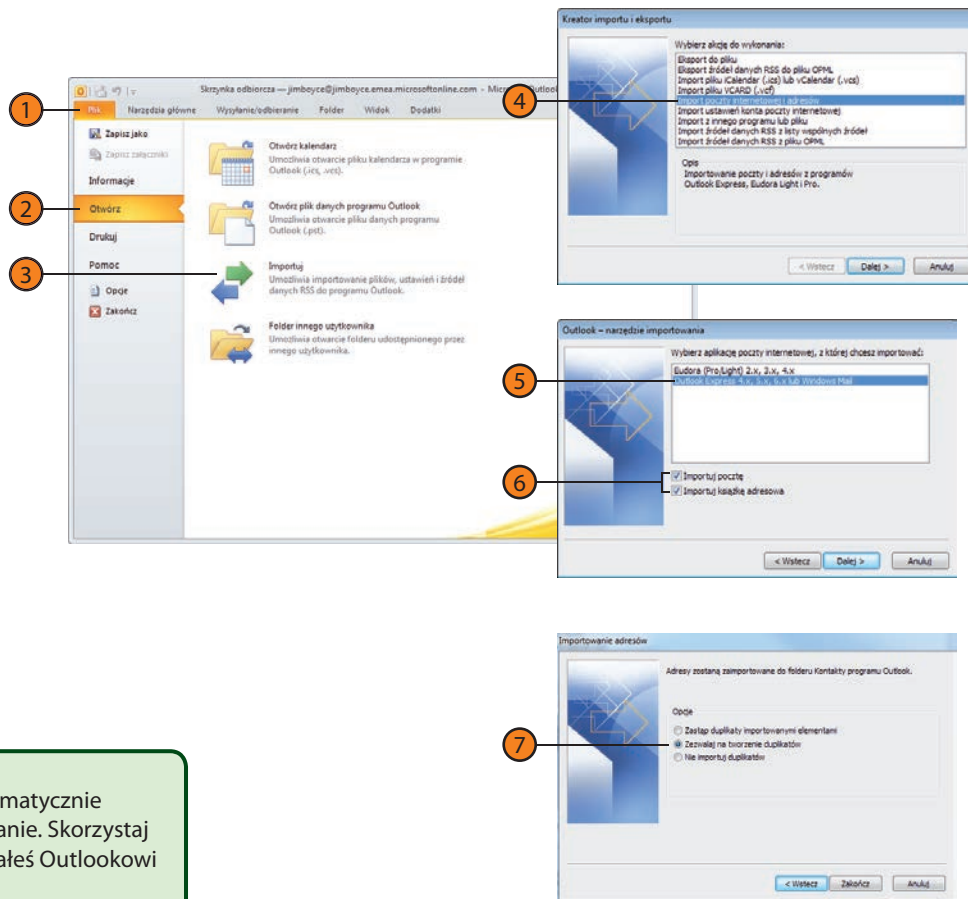 Skrzynka odbiorcza — jimboyce@jimboyce.emea.microsoftonline.com - Microsoft Outlook
Plik Narzędzia główne Wysyłanie/odbieranie Folder Widok Dodatki
1
Zapisz jako
Zapisz załączniki
Informacje
2
Otwórz
Drukuj
3
Pomoc
Opcje
Zakończ
Otwórz kalendarz
Umożliwia otwarcie pliku kalendarza w programie
Outlook (.ics, .vcs).
Otwórz plik danych programu Outlook
Umożliwia otwarcie pliku danych programu
Outlook (.pst).
Importuj
Umożliwia importowanie plików, ustawień i źródeł
danych RSS do programu Outlook.
Folder innego użytkownika
Umożliwia otwarcie folderu udostępnionego przez
innego użytkownika.
Kreator importu i eksportu
Wybierz akcję do wykonania:
Eksport do pliku
Eksport źródeł danych RSS do pliku OPML
Import pliku iCalendar (.ics) lub vCalendar (.vcs)
Import pliku VCARD (.vcf)
4
Import poczty internetowej i adresów
Import ustawień konta poczty internetowej
Import z innego programu lub pliku
Import źródeł danych RSS z listy wspólnych źródeł
Import źródeł danych RSS z pliku OPML
Opis
Importowanie poczty i adresów z programów
Outlook Express, Eudora Light i Pro.
< Wstecz Dalej > Anuluj
Outlook – narzędzie importowania
Wybierz aplikację poczty internetowej, z której chcesz importować:
Eudora (Pro/Light) 2.x, 3.x, 4.x
5
Outlook Express 4.x, 5.x, 6.x lub Windows Mail
6
Importuj pocztę
Importuj książkę adresowa
< Wstecz Dalej > Anuluj
Importowanie adresów
Adresy zostaną zaimportowane do folderu Kontakty programu Outlook.
Opcje
Zastąp duplikaty importowanymi elementami
7
Zezwalaj na tworzenie duplikatów
Nie importuj duplikatów
< Wstecz Zakończ Anuluj
matycznie
anie. Skorzystaj
ałeś Outlookowi